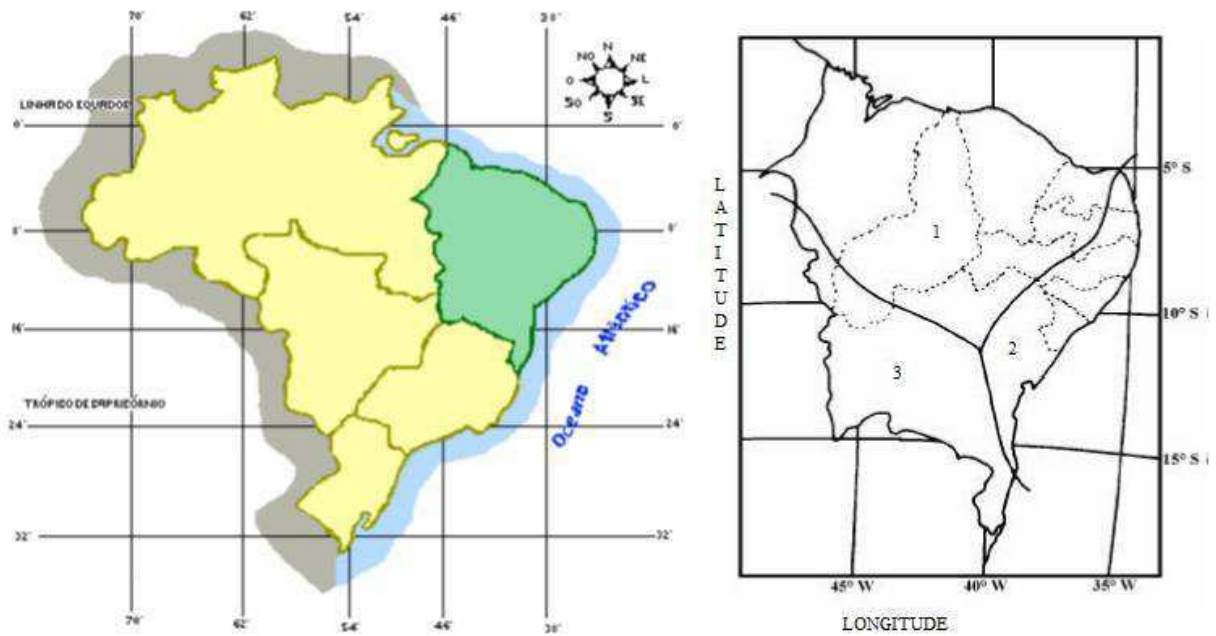 70° 62° 54° 46° 38°
N
NO NE
O L
SO SE
S
LINHA DO EQUADOR
0° 0°
8° 8°
16° 16°
Oceano Atlântico
TRÓPICO DE CAPRICÓRNIO
24° 24°
32° 32°
70° 62° 54° 46° 38°
LATITUDE
5° S
10° S
15° S
1
2
3
45° W 40° W 35° W
LONGITUDE